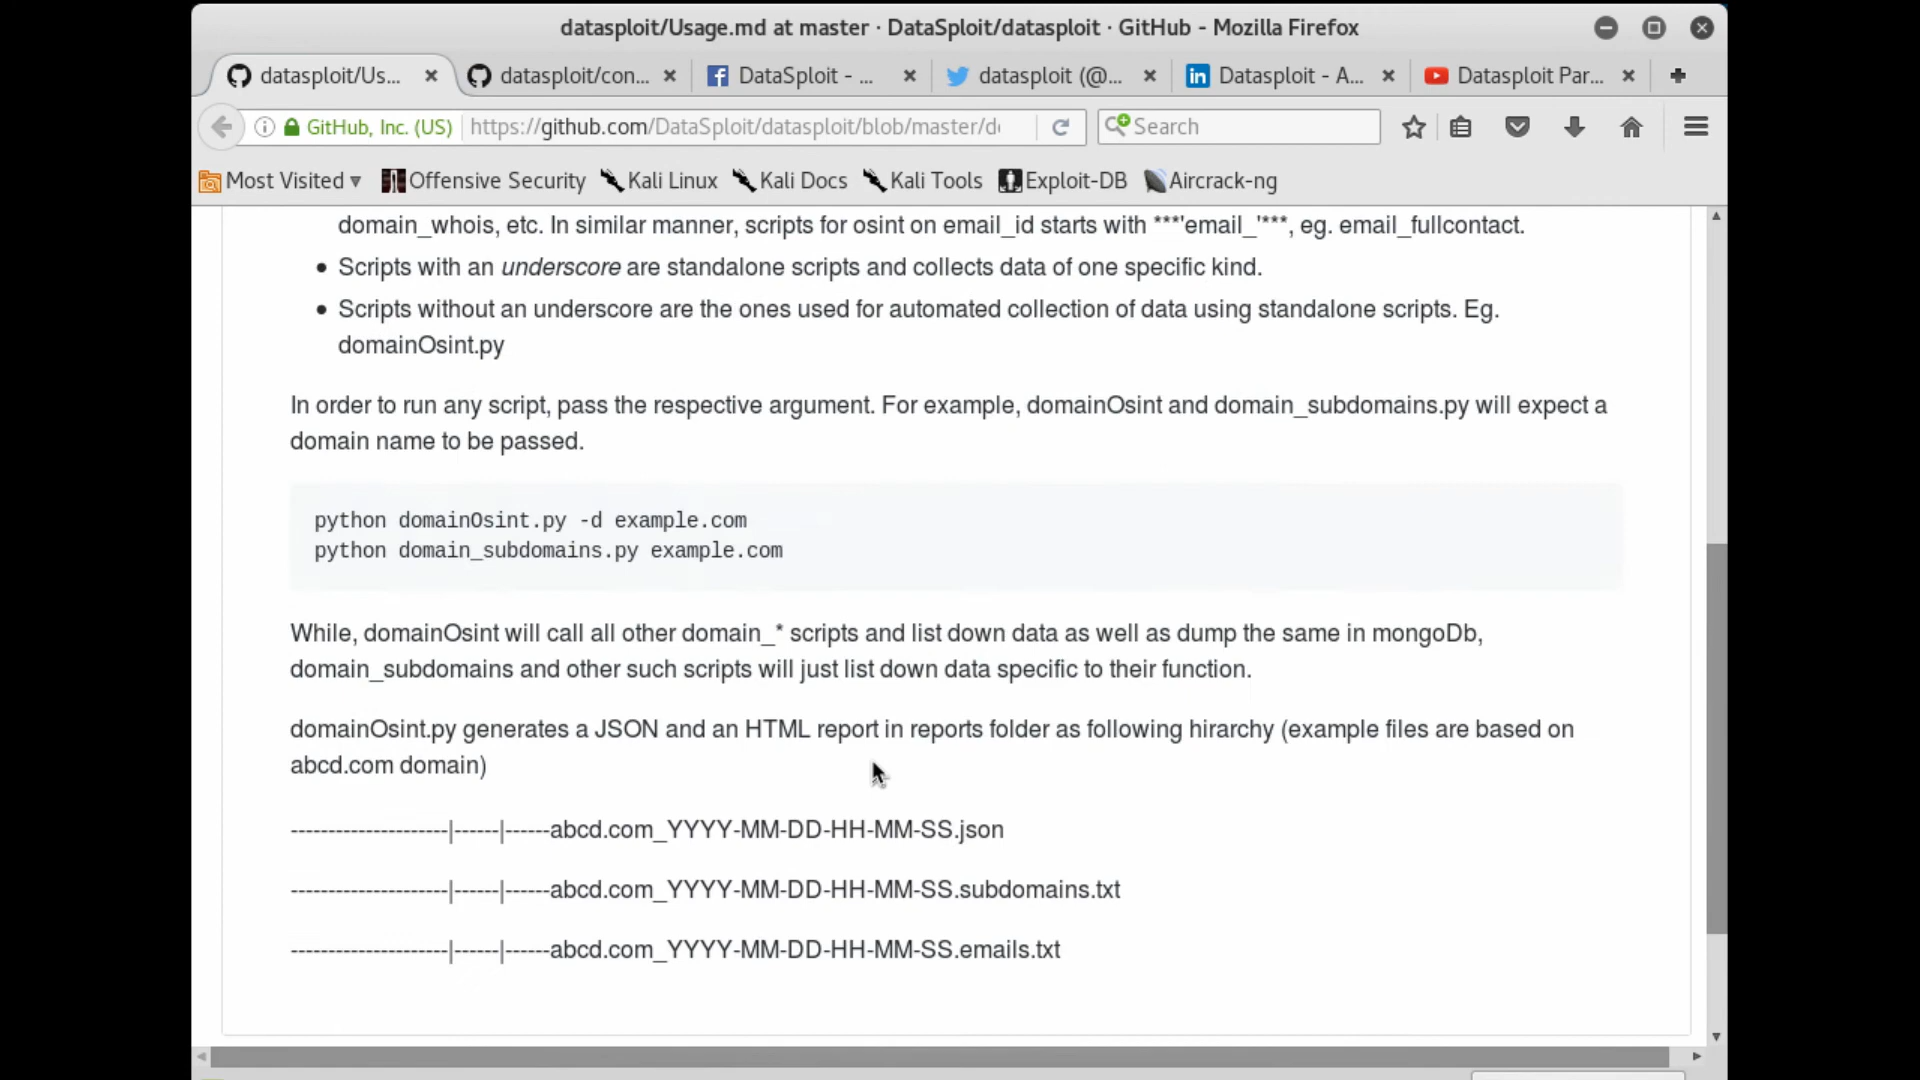 datasploit/Usage.md at master · DataSploit/datasploit · GitHub - Mozilla Firefox
datasploit/Us... datasploit/con... DataSploit - ... datasploit (@... Datasploit - A... Datasploit Par...
GitHub, Inc. (US) https://github.com/DataSploit/datasploit/blob/master/d Search
Most Visited Offensive Security Kali Linux Kali Docs Kali Tools Exploit-DB Aircrack-ng
domain_whois, etc. In similar manner, scripts for osint on email_id starts with ***'email_'***, eg. email_fullcontact.
• Scripts with an underscore are standalone scripts and collects data of one specific kind.
• Scripts without an underscore are the ones used for automated collection of data using standalone scripts. Eg.
domainOsint.py
In order to run any script, pass the respective argument. For example, domainOsint and domain_subdomains.py will expect a
domain name to be passed.
python domainOsint.py -d example.com
python domain_subdomains.py example.com
While, domainOsint will call all other domain_* scripts and list down data as well as dump the same in mongoDb,
domain_subdomains and other such scripts will just list down data specific to their function.
domainOsint.py generates a JSON and an HTML report in reports folder as following hirarchy (example files are based on
abcd.com domain)
---------------------|------|------abcd.com_YYYY-MM-DD-HH-MM-SS.json
---------------------|------|------abcd.com_YYYY-MM-DD-HH-MM-SS.subdomains.txt
---------------------|------|------abcd.com_YYYY-MM-DD-HH-MM-SS.emails.txt